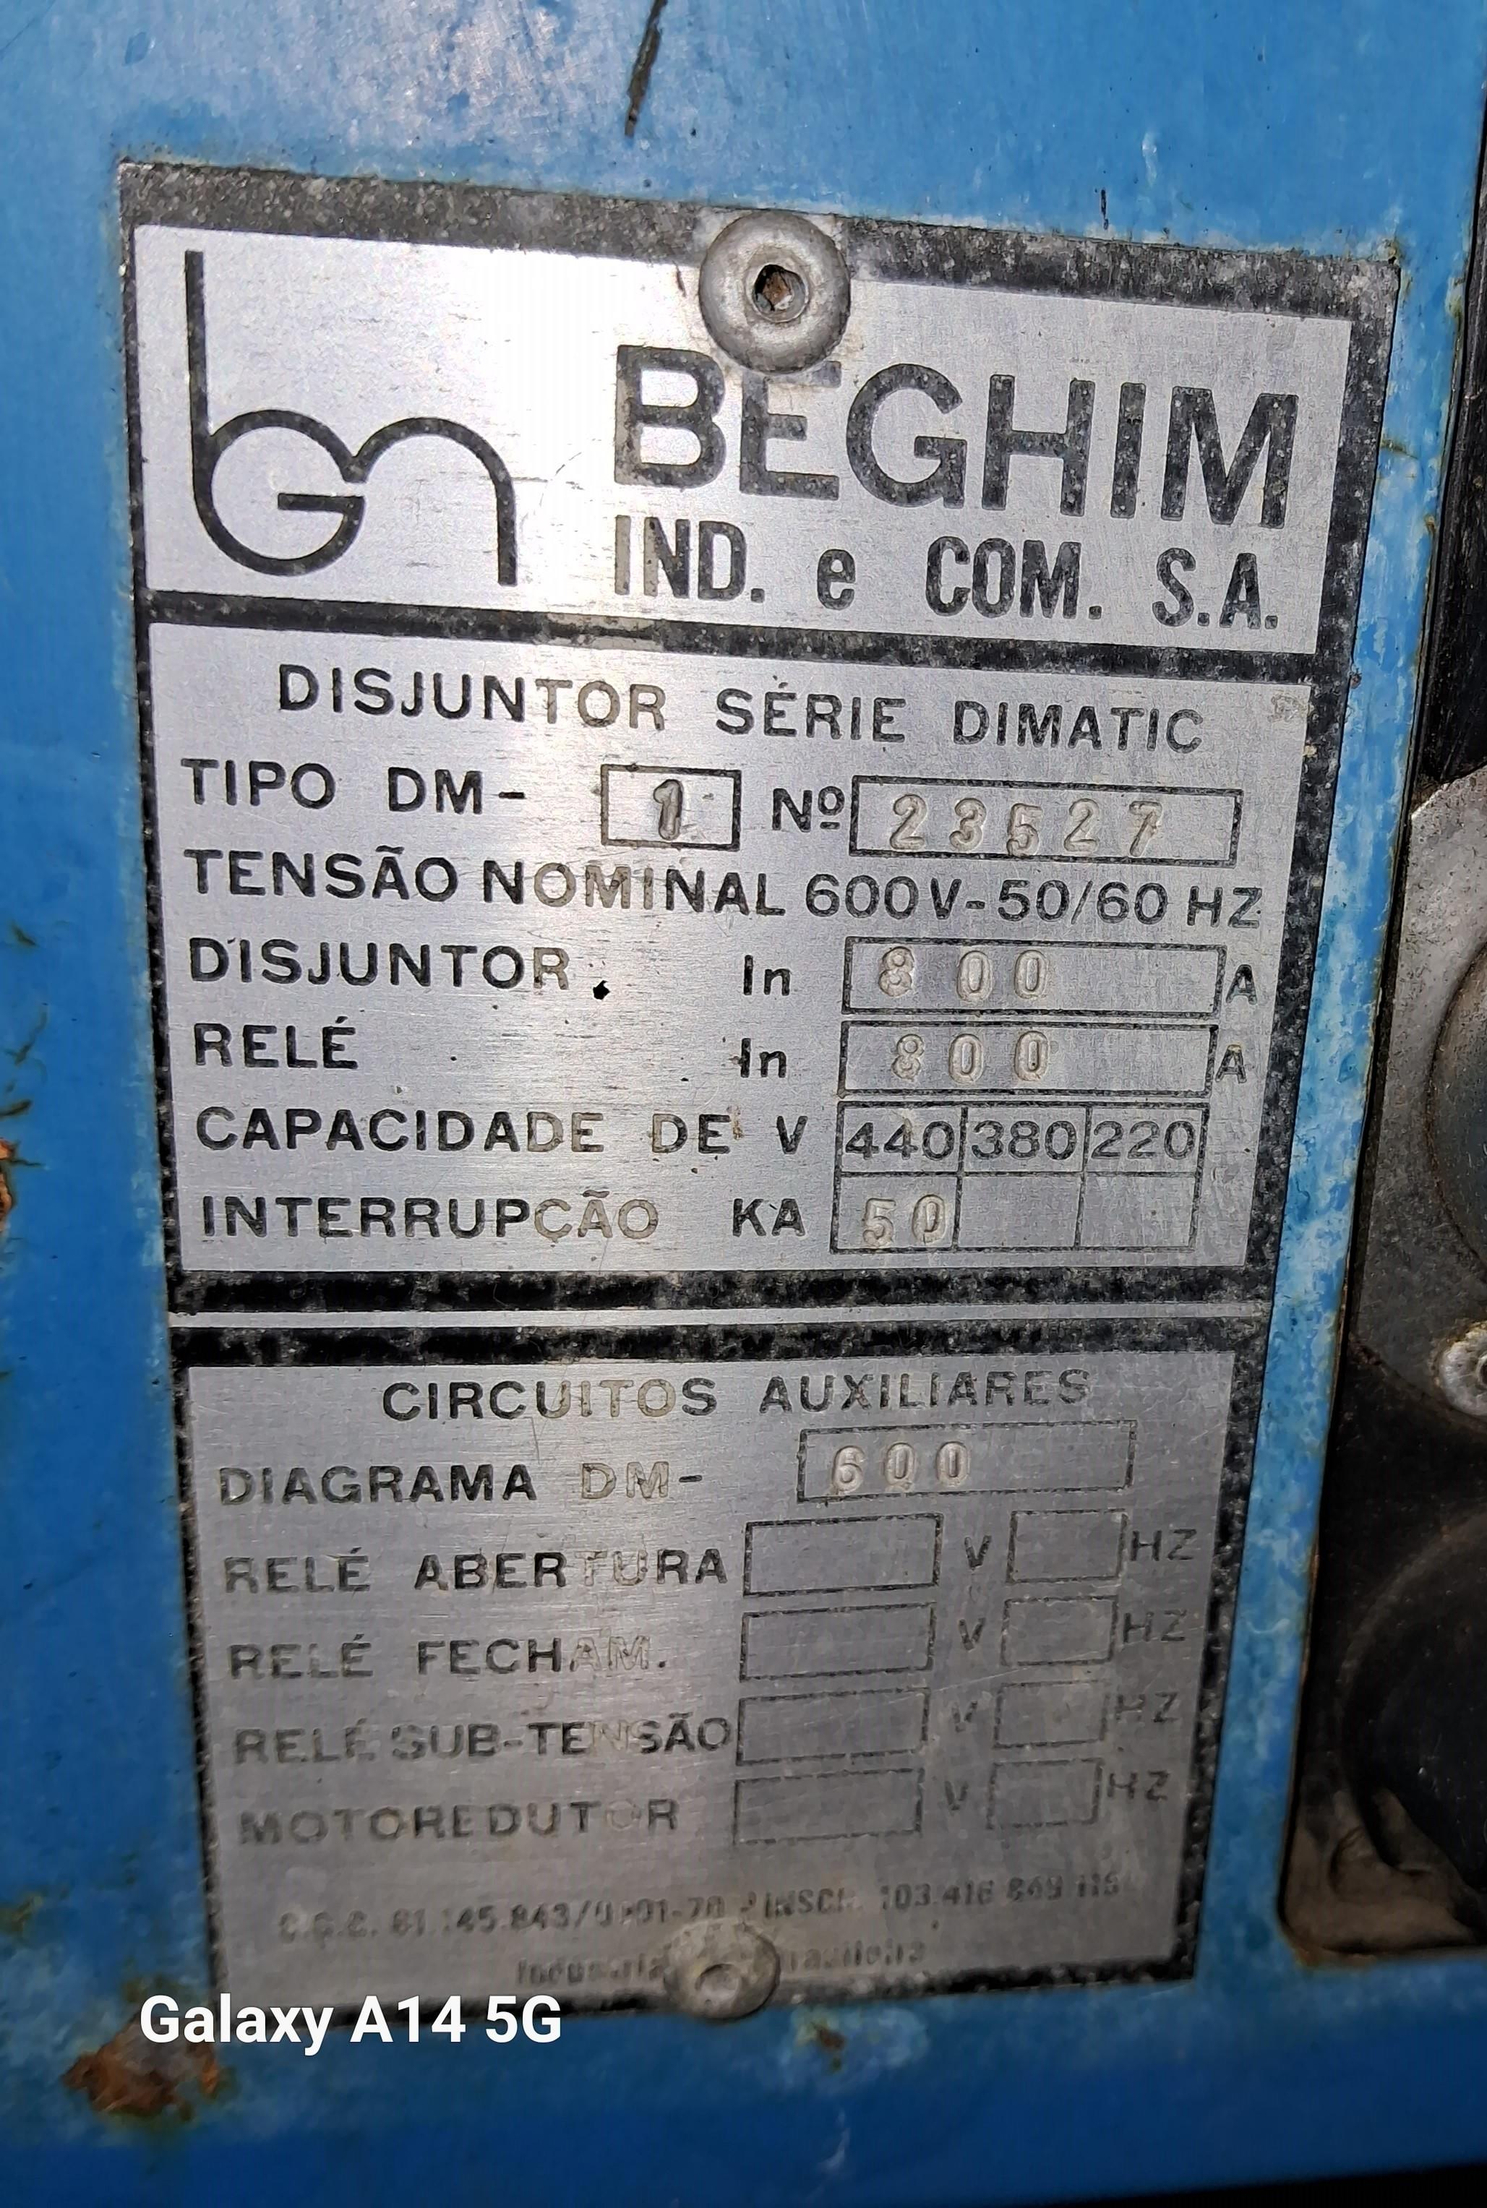 BEGHIM
IND. e COM. S.A.
DISJUNTOR SÉRIE DIMATIC
TIPO DM- 1 Nº 23527
TENSÃO NOMINAL 600V-50/60 HZ
DISJUNTOR In 800 A
RELÉ In 800 A
CAPACIDADE DE V 440 380 220
INTERRUPÇÃO KA 50
CIRCUITOS AUXILIARES
DIAGRAMA DM- 600
RELÉ ABERTURA V HZ
RELÉ FECHAM. V HZ
RELÉ SUB-TENSÃO V HZ
MOTOREDUTOR V HZ
C.G.C.
Galaxy A14 5G